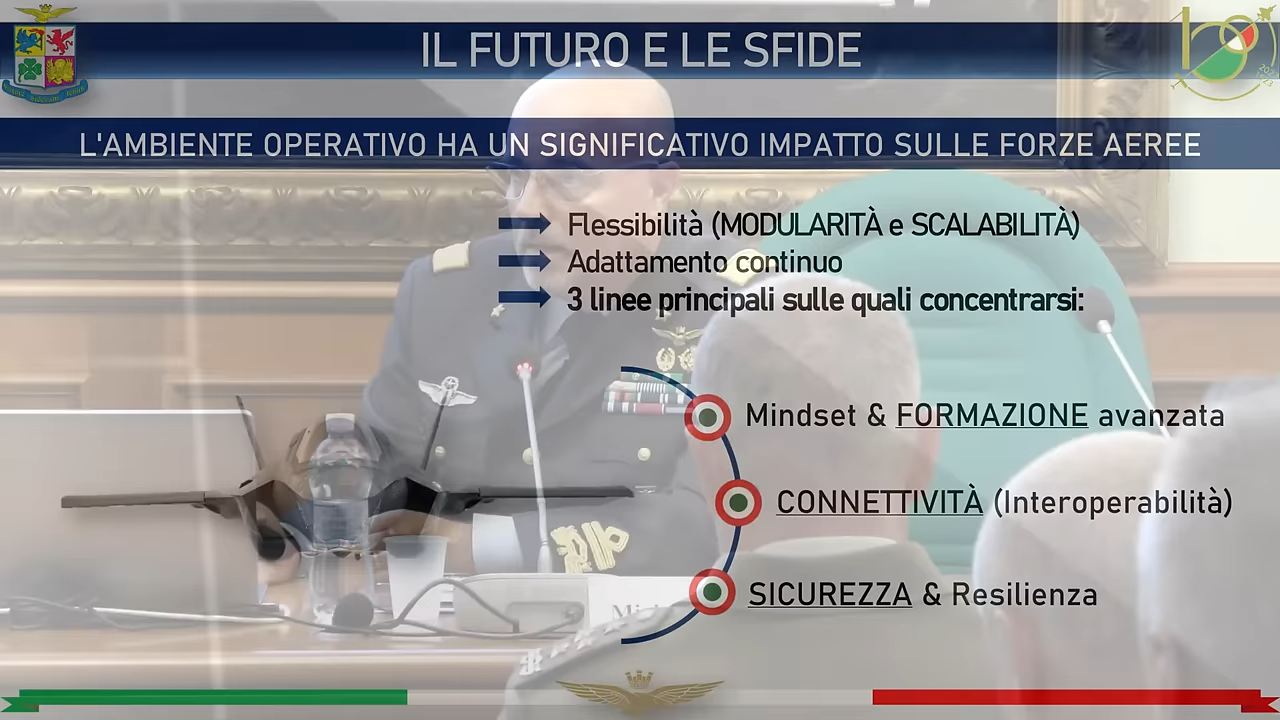 IL FUTURO E LE SFIDE
L'AMBIENTE OPERATIVO HA UN SIGNIFICATIVO IMPATTO SULLE FORZE AEREE
Flessibilità (MODULARITÀ e SCALABILITÀ)
Adattamento continuo
3 linee principali sulle quali concentrarsi:
Mindset & FORMAZIONE avanzata
CONNETTIVITÀ (Interoperabilità)
SICUREZZA & Resilienza